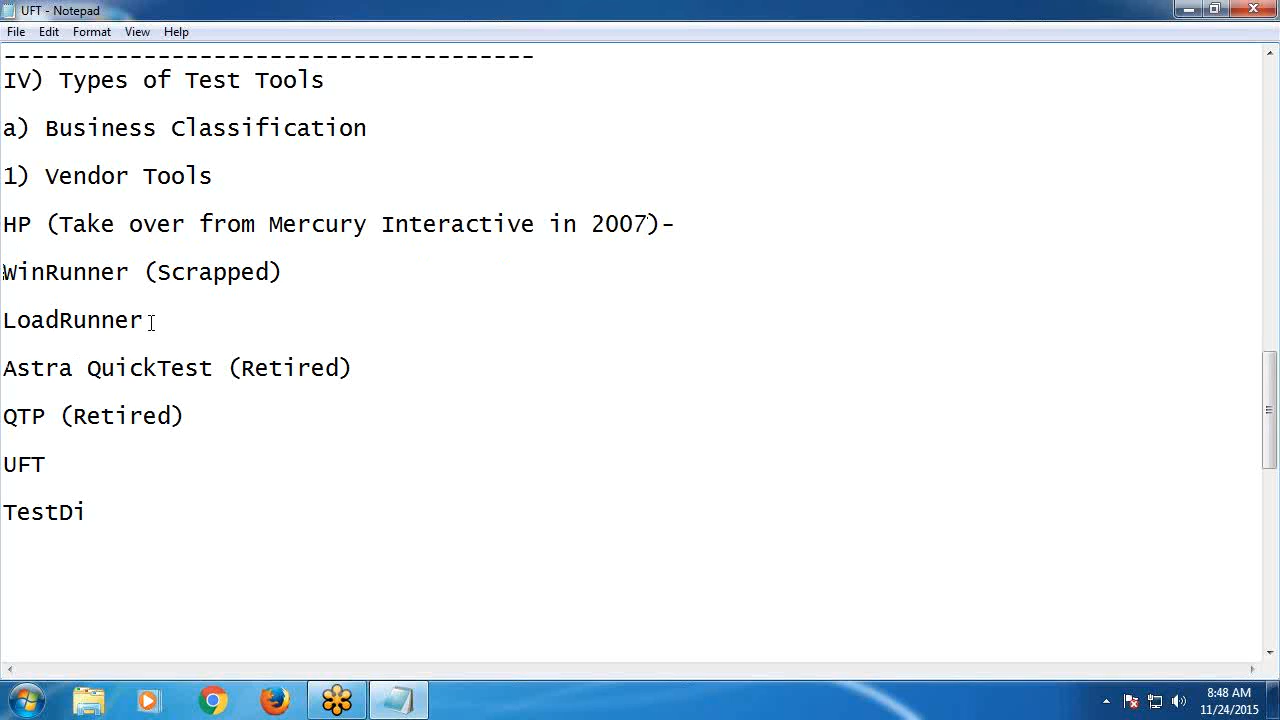 UFT - Notepad
File Edit Format View Help
--------------------------------------
IV) Types of Test Tools
a) Business Classification
1) Vendor Tools
HP (Take over from Mercury Interactive in 2007)-
WinRunner (Scrapped)
LoadRunner
Astra QuickTest (Retired)
QTP (Retired)
UFT
TestDi
8:48 AM
11/24/2015